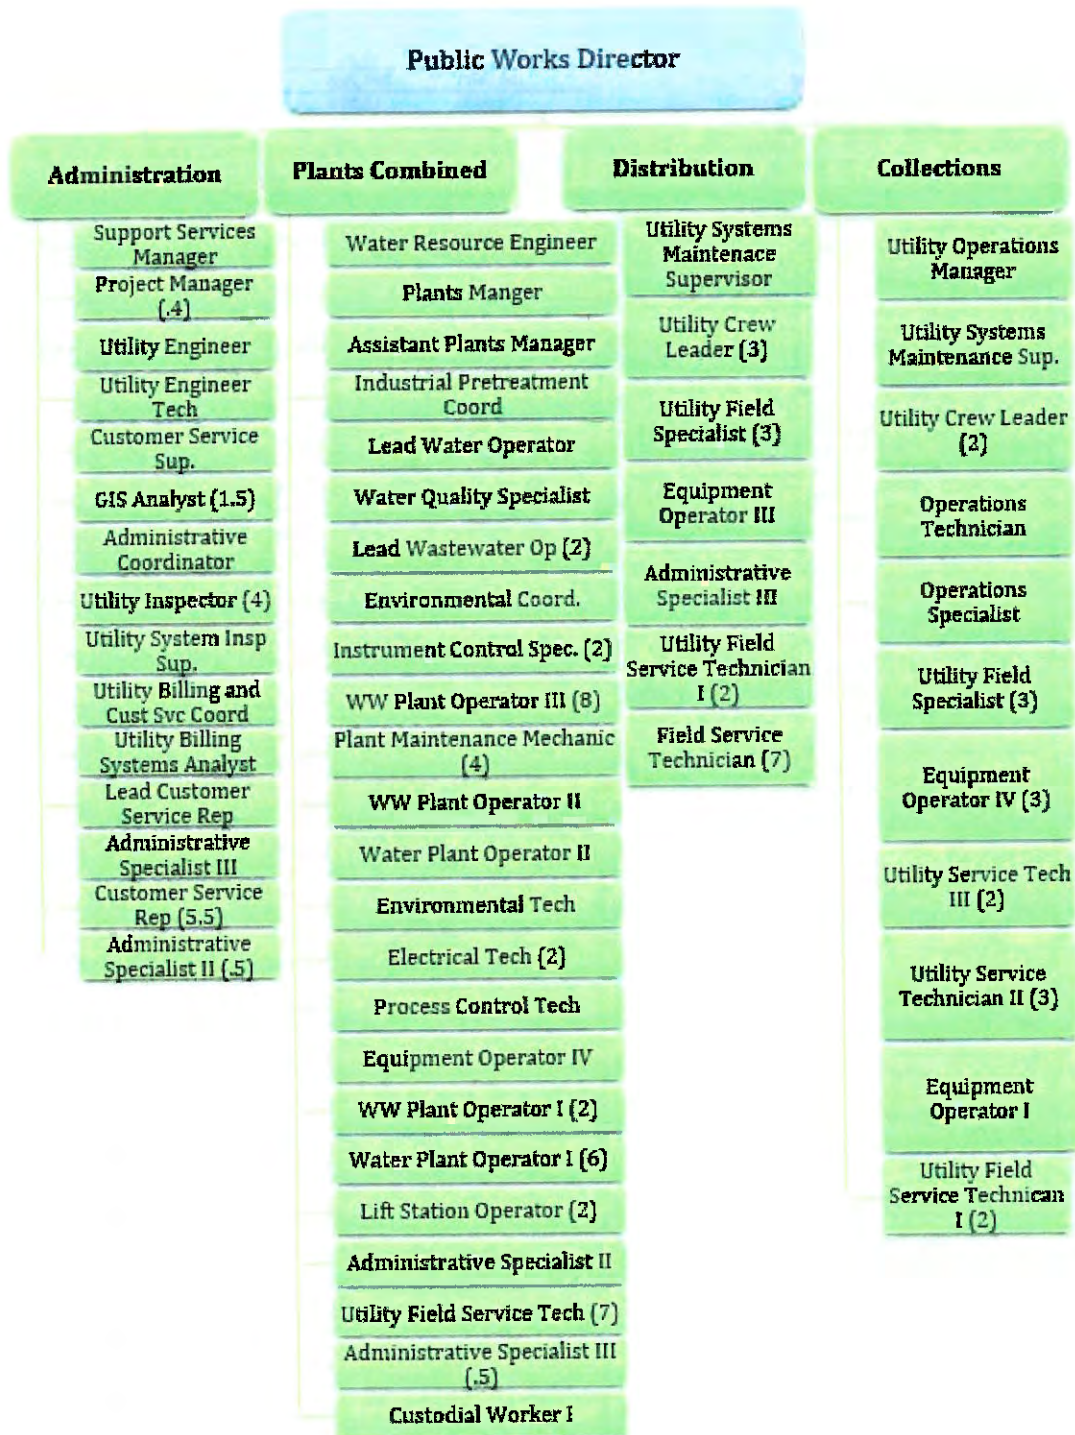 Public Works Director
Administration
Support Services
Manager
Project Manager
(.4)
Utility Engineer
Utility Engineer
Tech
Customer Service
Sup.
GIS Analyst (1.5)
Administrative
Coordinator
Utility Inspector (4)
Utility System Insp
Sup.
Utility Billing and
Cust Svc Coord
Utility Billing
Systems Analyst
Lead Customer
Service Rep
Administrative
Specialist III
Customer Service
Rep (5.5)
Administrative
Specialist II (.5)
Plants Combined
Water Resource Engineer
Plants Manger
Assistant Plants Manager
Industrial Pretreatment
Coord
Lead Water Operator
Water Quality Specialist
Lead Wastewater Op (2)
Environmental Coord.
Instrument Control Spec. (2)
WW Plant Operator III (8)
Plant Maintenance Mechanic
(4)
WW Plant Operator II
Water Plant Operator II
Environmental Tech
Electrical Tech (2)
Process Control Tech
Equipment Operator IV
WW Plant Operator I (2)
Water Plant Operator I (6)
Lift Station Operator (2)
Administrative Specialist II
Utility Field Service Tech (7)
Administrative Specialist III
(.5)
Custodial Worker I
Distribution
Utility Systems
Maintenace
Supervisor
Utility Crew
Leader (3)
Utility Field
Specialist (3)
Equipment
Operator III
Administrative
Specialist III
Utility Field
Service Technician
I (2)
Field Service
Technician (7)
Collections
Utility Operations
Manager
Utility Systems
Maintenance Sup.
Utility Crew Leader
(2)
Operations
Technician
Operations
Specialist
Utility Field
Specialist (3)
Equipment
Operator IV (3)
Utility Service Tech
III (2)
Utility Service
Technician II (3)
Equipment
Operator I
Utility Field
Service Technican
I (2)